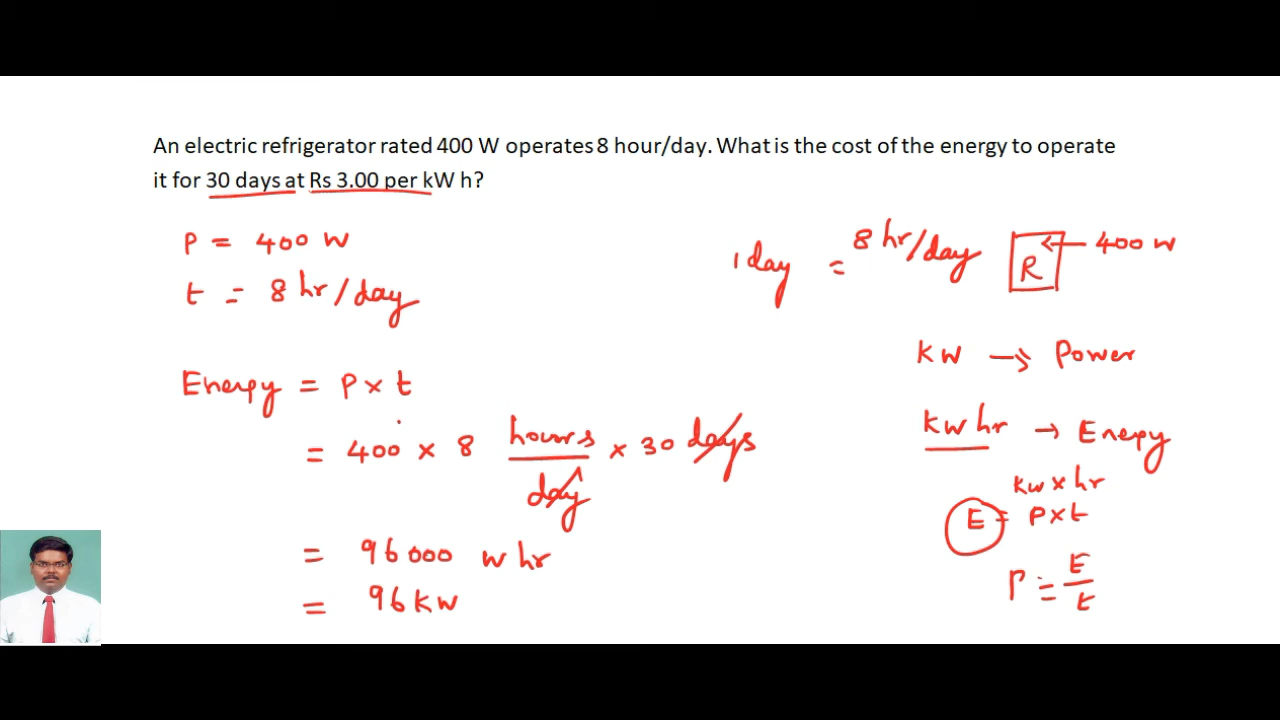 An electric refrigerator rated 400 W operates 8 hour/day. What is the cost of the energy to operate
it for 30 days at Rs 3.00 per kW h?
P = 400 W
t = 8 hr/day
Energy = P x t
= 400 x 8 hours/day x 30 days
= 96000 w hr
= 96 kw
1 day = 8 hr/day R ← 400 w
kw → Power
kw hr → Energy
kw x hr
E = P x t
P = E/t